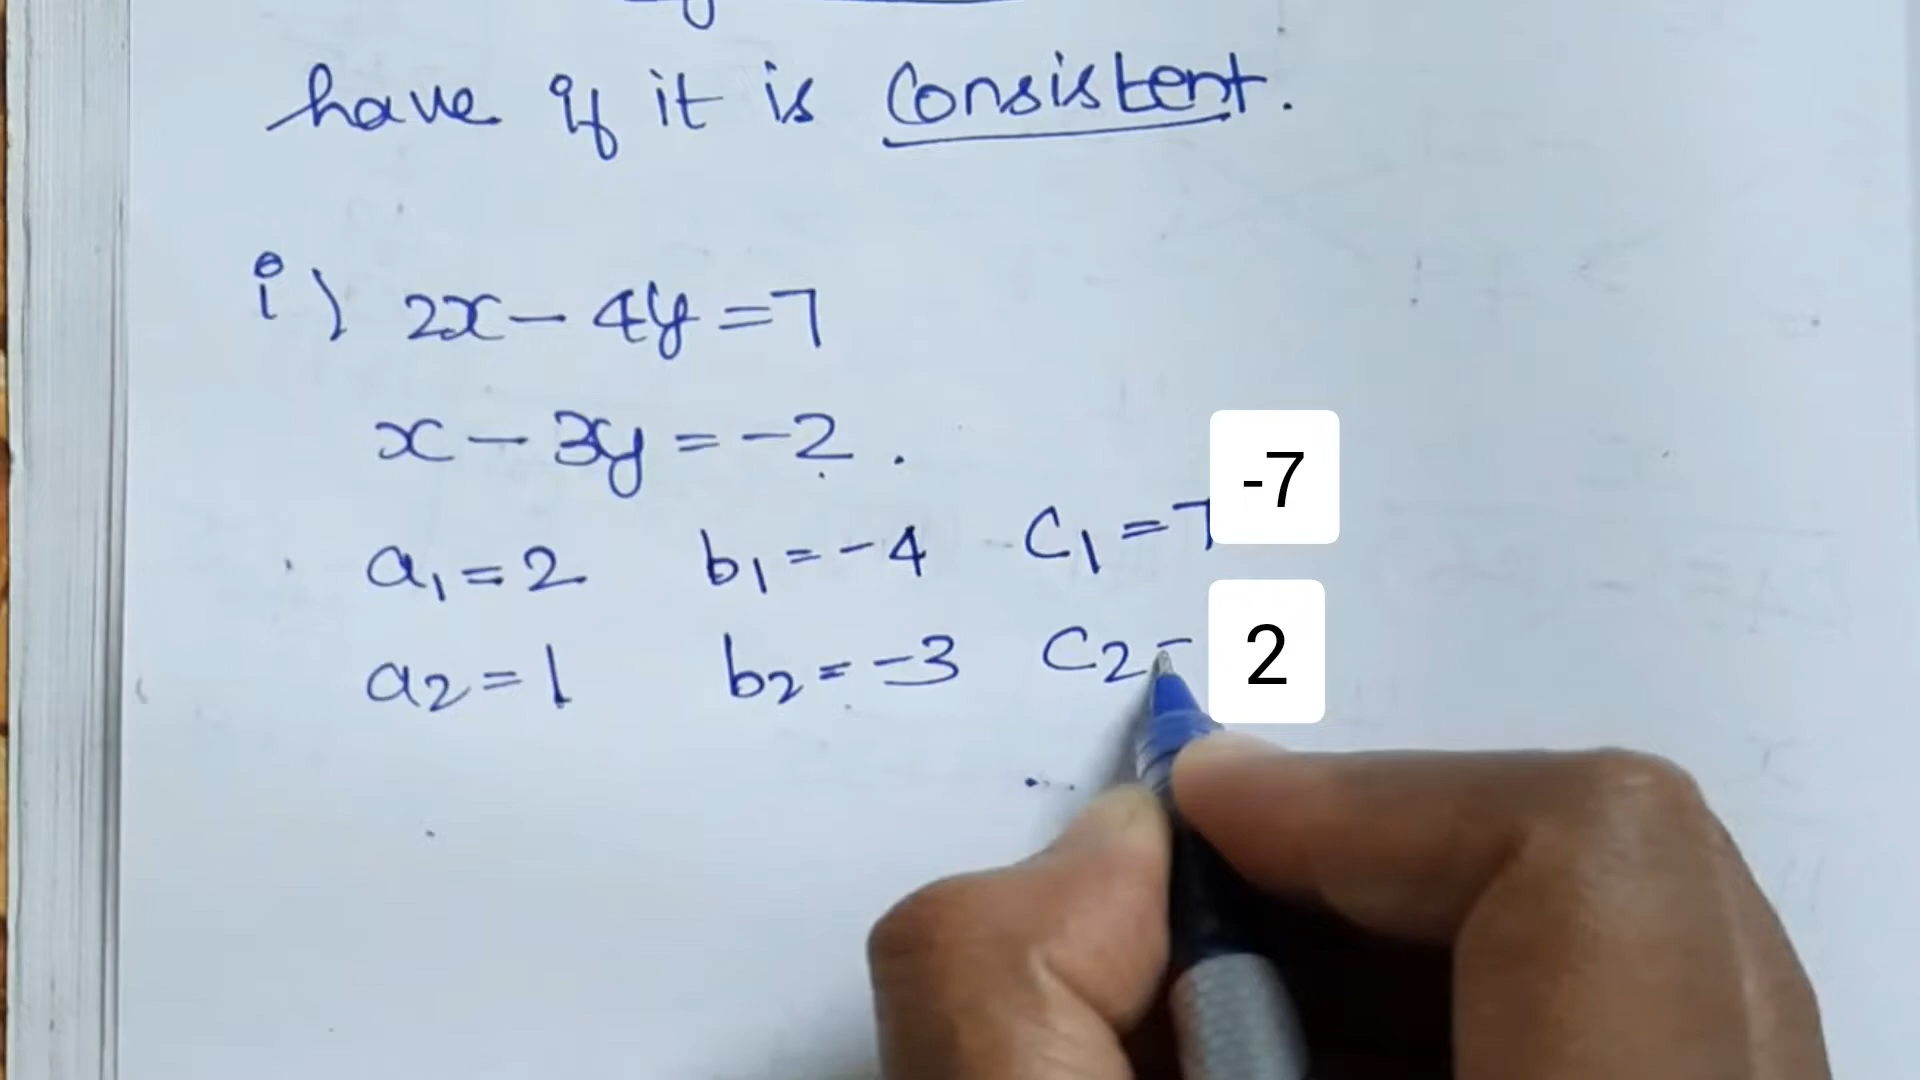 have if it is consistent.
i) 2x - 4y = 7
x - 3y = -2.
a₁ = 2 b₁ = -4 C₁ = 7 -7
a₂ = 1 b₂ = -3 C₂ = 2